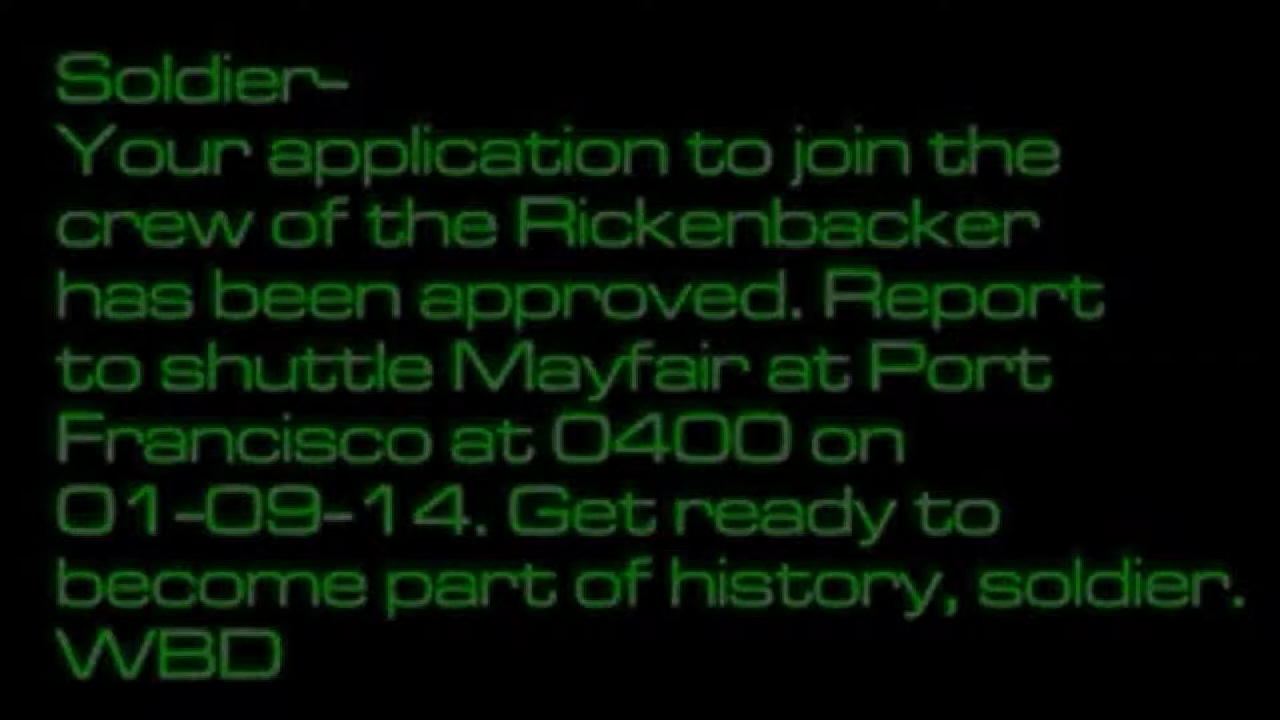 Soldier-
Your application to join the
crew of the Rickenbacker
has been approved. Report
to shuttle Mayfair at Port
Francisco at 0400 on
01-09-14. Get ready to
become part of history, soldier.
WBD